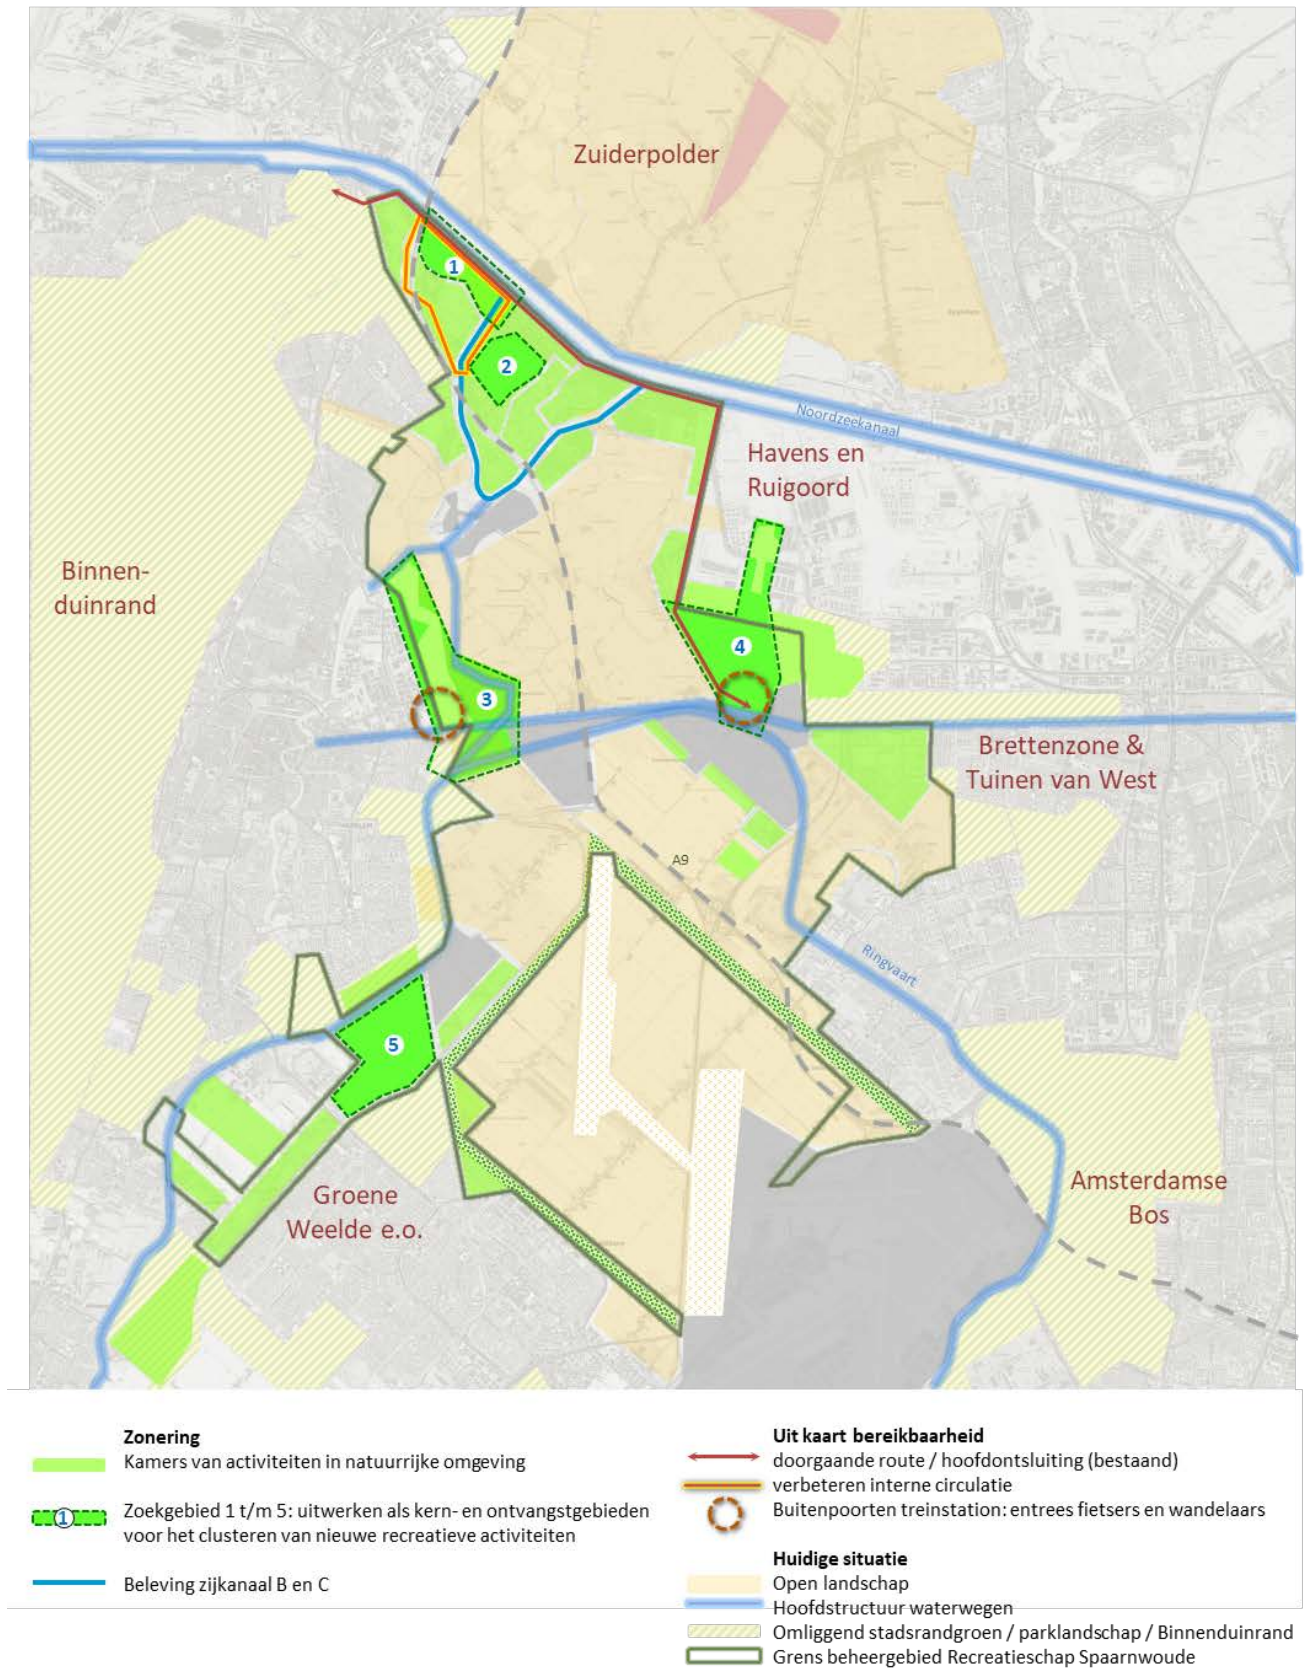 Zuiderpolder
1
2
Noordzeekanaal
Havens en
Ruigoord
Binnen-
duinrand
4
3
Brettenzone &
Tuinen van West
A9
Ringvaart
5
Groene
Weelde e.o.
Amsterdamse
Bos
Zonering
Kamers van activiteiten in natuurrijke omgeving
1
Zoekgebied 1 t/m 5: uitwerken als kern- en ontvangstgebieden
voor het clusteren van nieuwe recreatieve activiteiten
Beleving zijkanaal B en C
Uit kaart bereikbaarheid
doorgaande route / hoofdontsluiting (bestaand)
verbeteren interne circulatie
Buitenpoorten treinstation: entrees fietsers en wandelaars
Huidige situatie
Open landschap
Hoofdstructuur waterwegen
Omliggend stadsrandgroen / parklandschap / Binnenduinrand
Grens beheergebied Recreatieschap Spaarnwoude